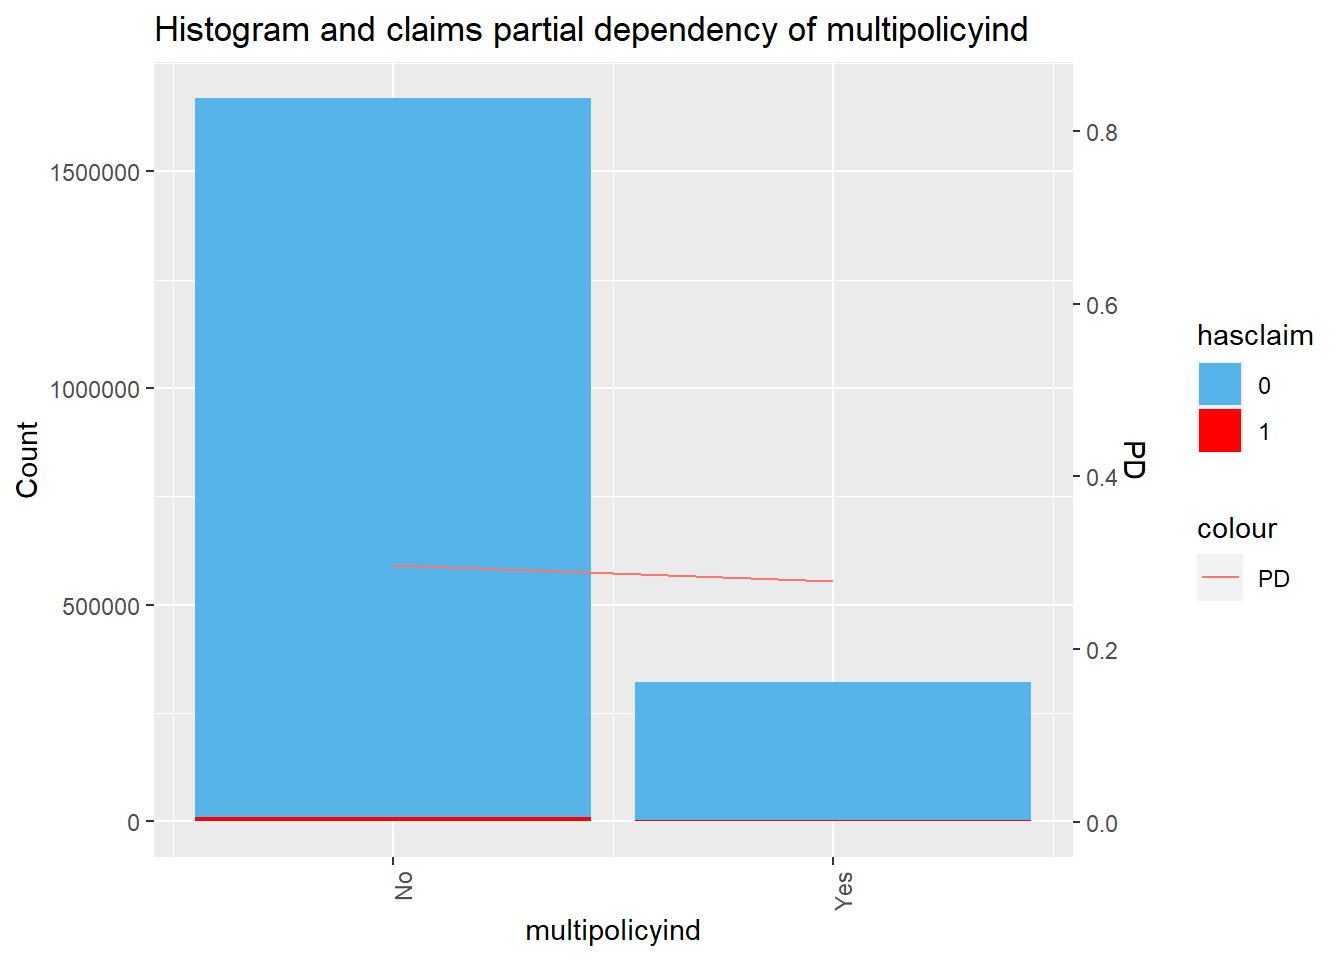 Histogram and claims partial dependency of multipolicyind
Count
1500000
1000000
500000
0
0.8
0.6
0.4
0.2
0.0
PD
No
Yes
multipolicyind
hasclaim
0
1
colour
PD